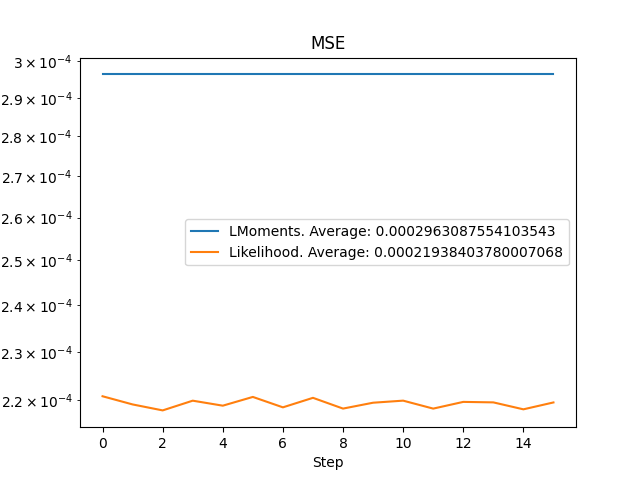 MSE
3 × 10⁻⁴
2.9 × 10⁻⁴
2.8 × 10⁻⁴
2.7 × 10⁻⁴
2.6 × 10⁻⁴
2.5 × 10⁻⁴
2.4 × 10⁻⁴
2.3 × 10⁻⁴
2.2 × 10⁻⁴
LMoments. Average: 0.0002963087554103543
Likelihood. Average: 0.00021938403780007068
0 2 4 6 8 10 12 14
Step